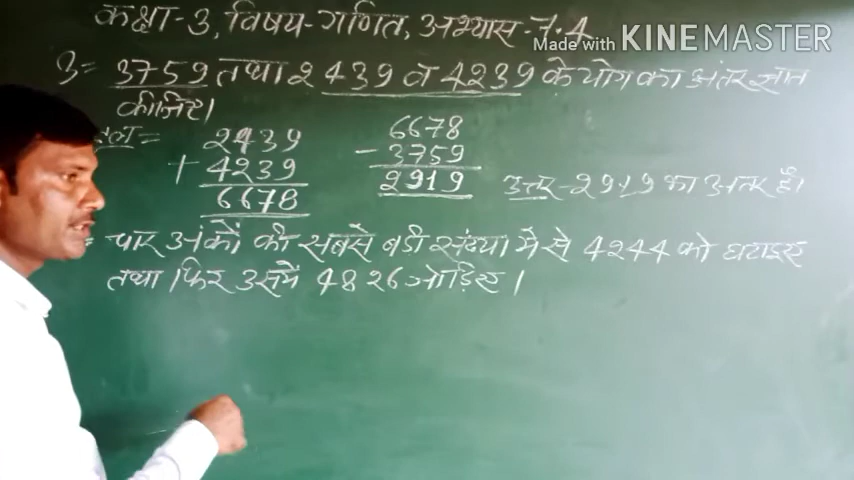 कक्षा-3, विषय-गणित, अभ्यास-7.4
Made with KINEMASTER
3= 3759 तथा 2439 व 4239 के योग का अंतर ज्ञात
कीजिए।
हल= 2439
+ 4239
6678
6678
- 3759
2919
उत्तर-2919 का अंतर है।
= चार अंकों की सबसे बडी संख्या में से 4244 को घटाइए
तथा फिर उसमें 4826 जोड़िए।